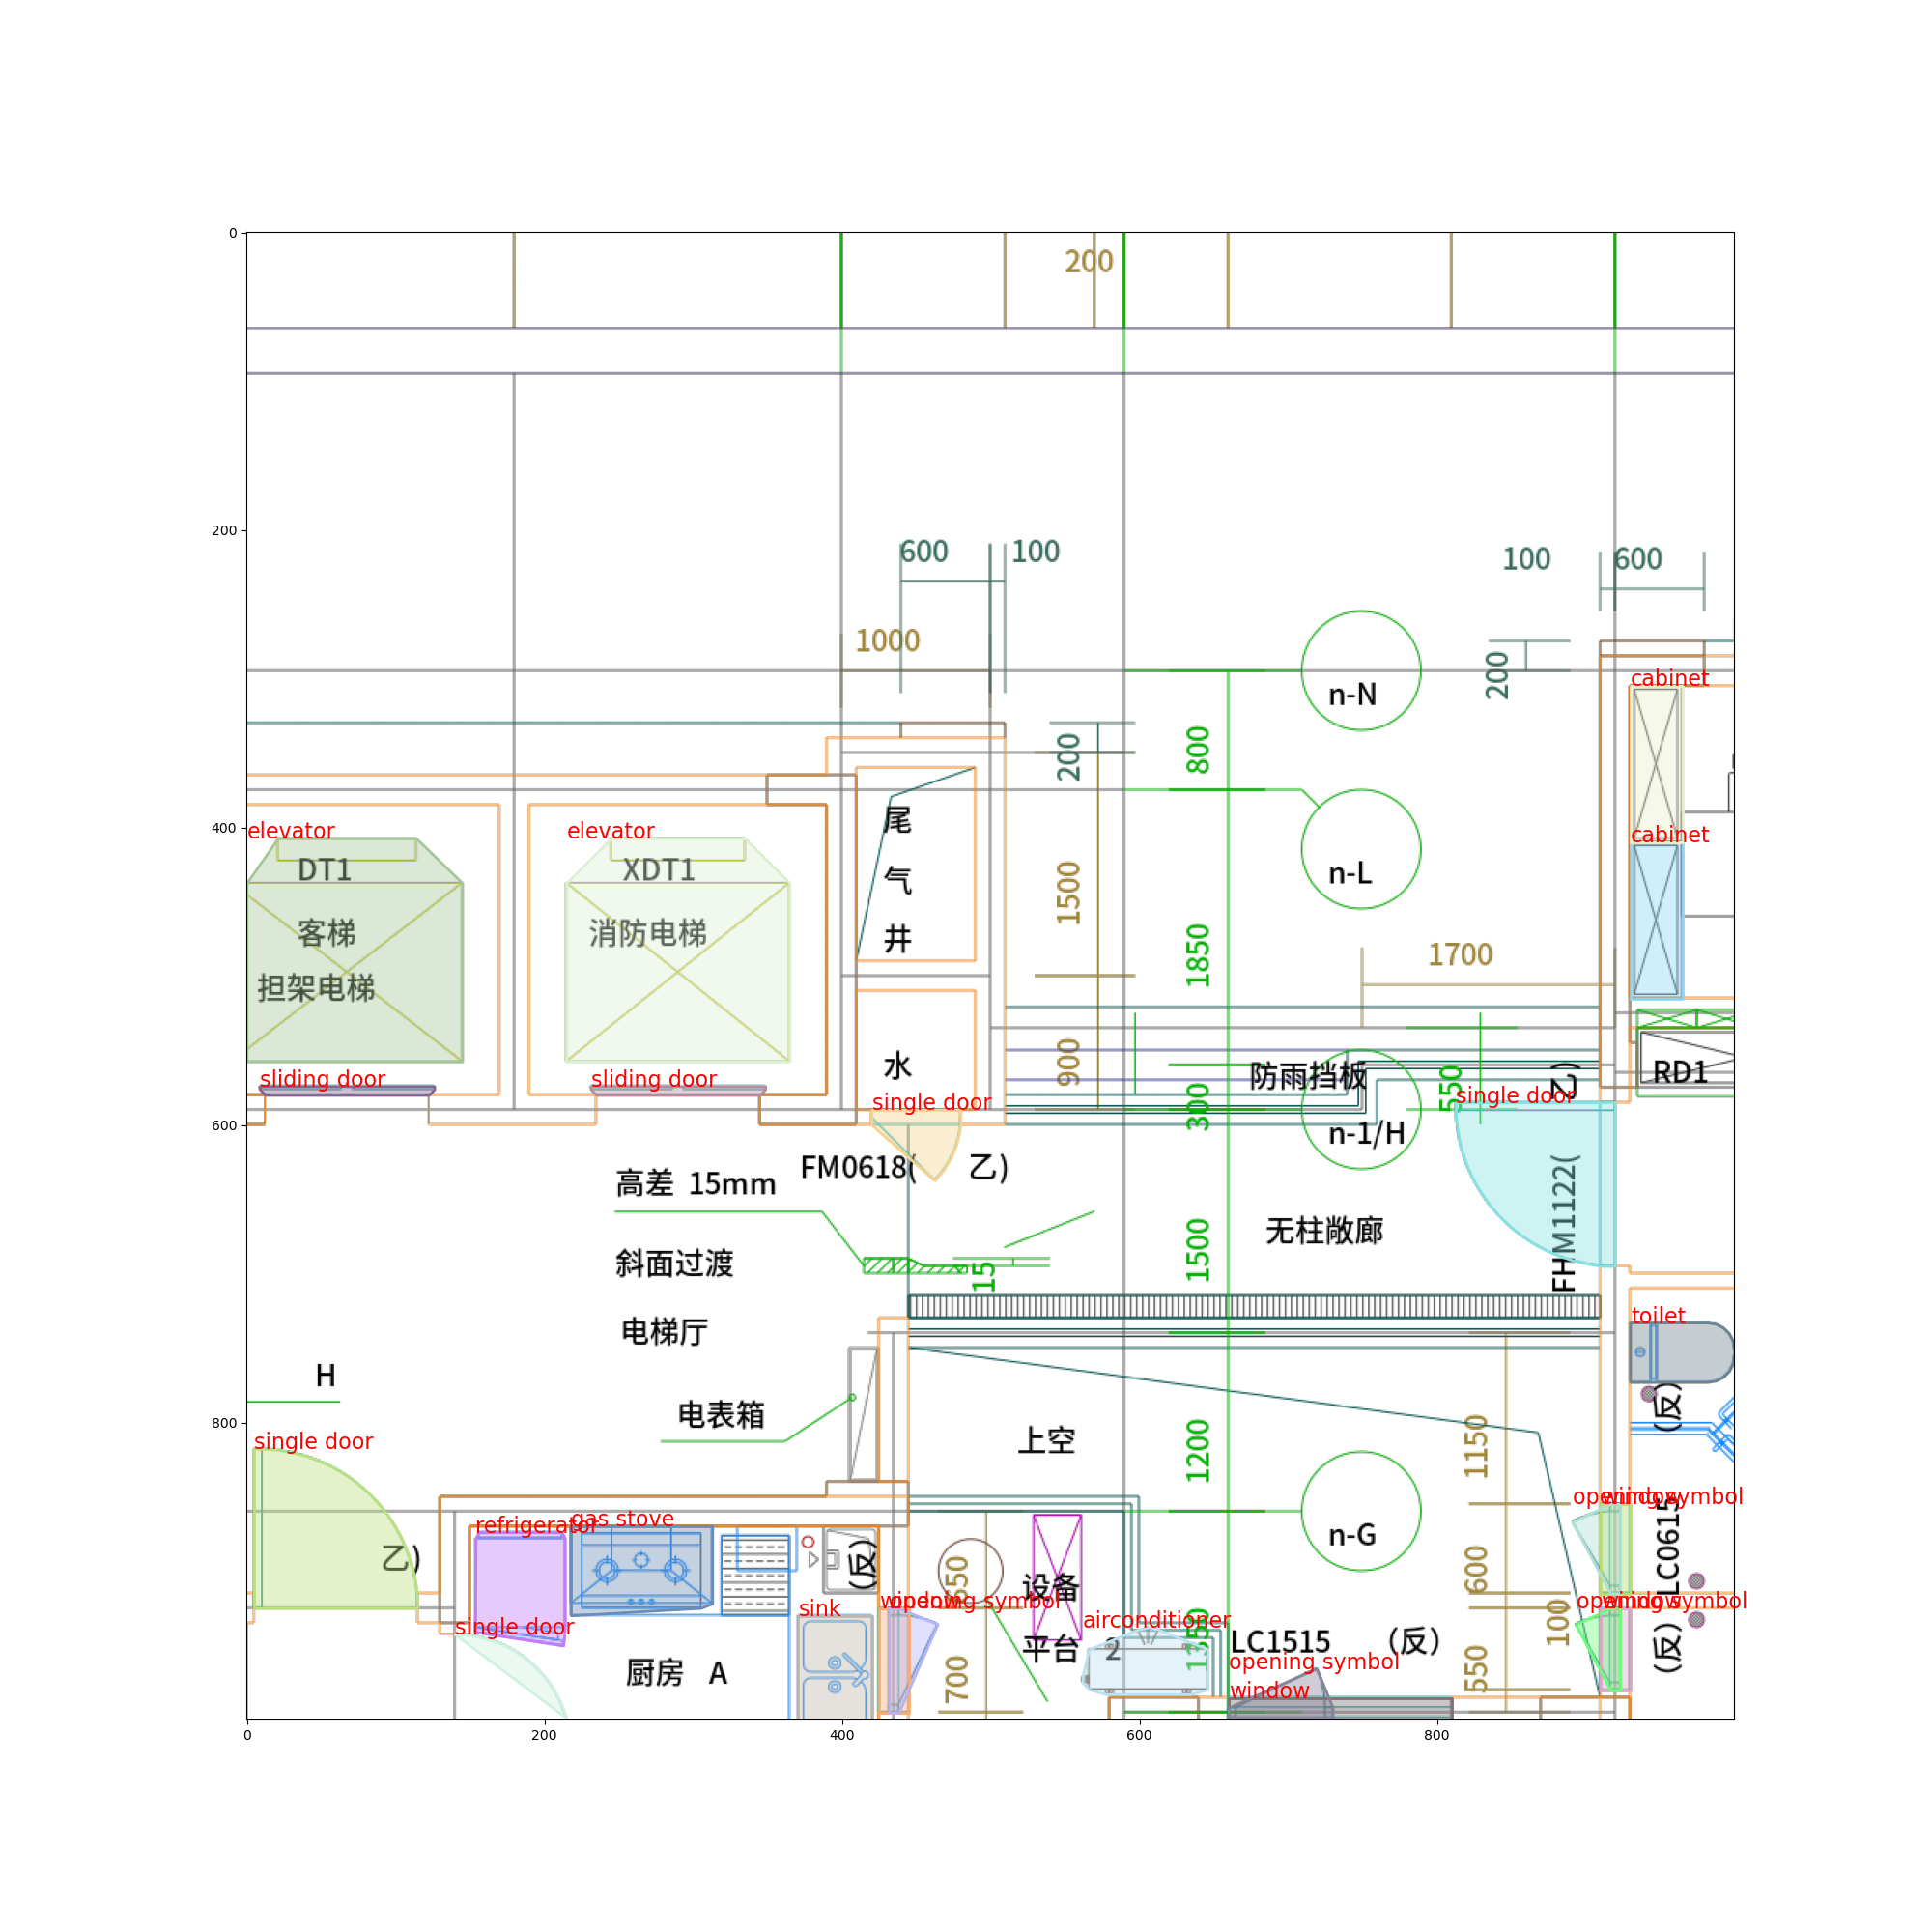 0
200
600
100
100
600
1000
200
n-N
cabinet
200
800
400
elevator
elevator
cabinet
DT1
XDT1
尾
气
井
n-L
1500
客梯
消防电梯
担架电梯
1850
1700
200
sliding door
sliding door
水
900
防雨挡板
550
乙)
RD1
single door
single door
600
300
n-1/H
FM0618(
乙)
高差 15mm
FHM1122(
斜面过渡
15
1500
无柱敞廊
电梯厅
toilet
H
电表箱
(反)
800
single door
上空
1200
1150
opening symbol
window
refrigerator
gas stove
n-G
LC0615
乙)
(反)
650
设备
600
sink
window
opening symbol
airconditioner
opening symbol
window
single door
平台
2
1350
LC1515
(反)
100
(反)
厨房 A
700
opening symbol
550
window
0
200
400
600
800